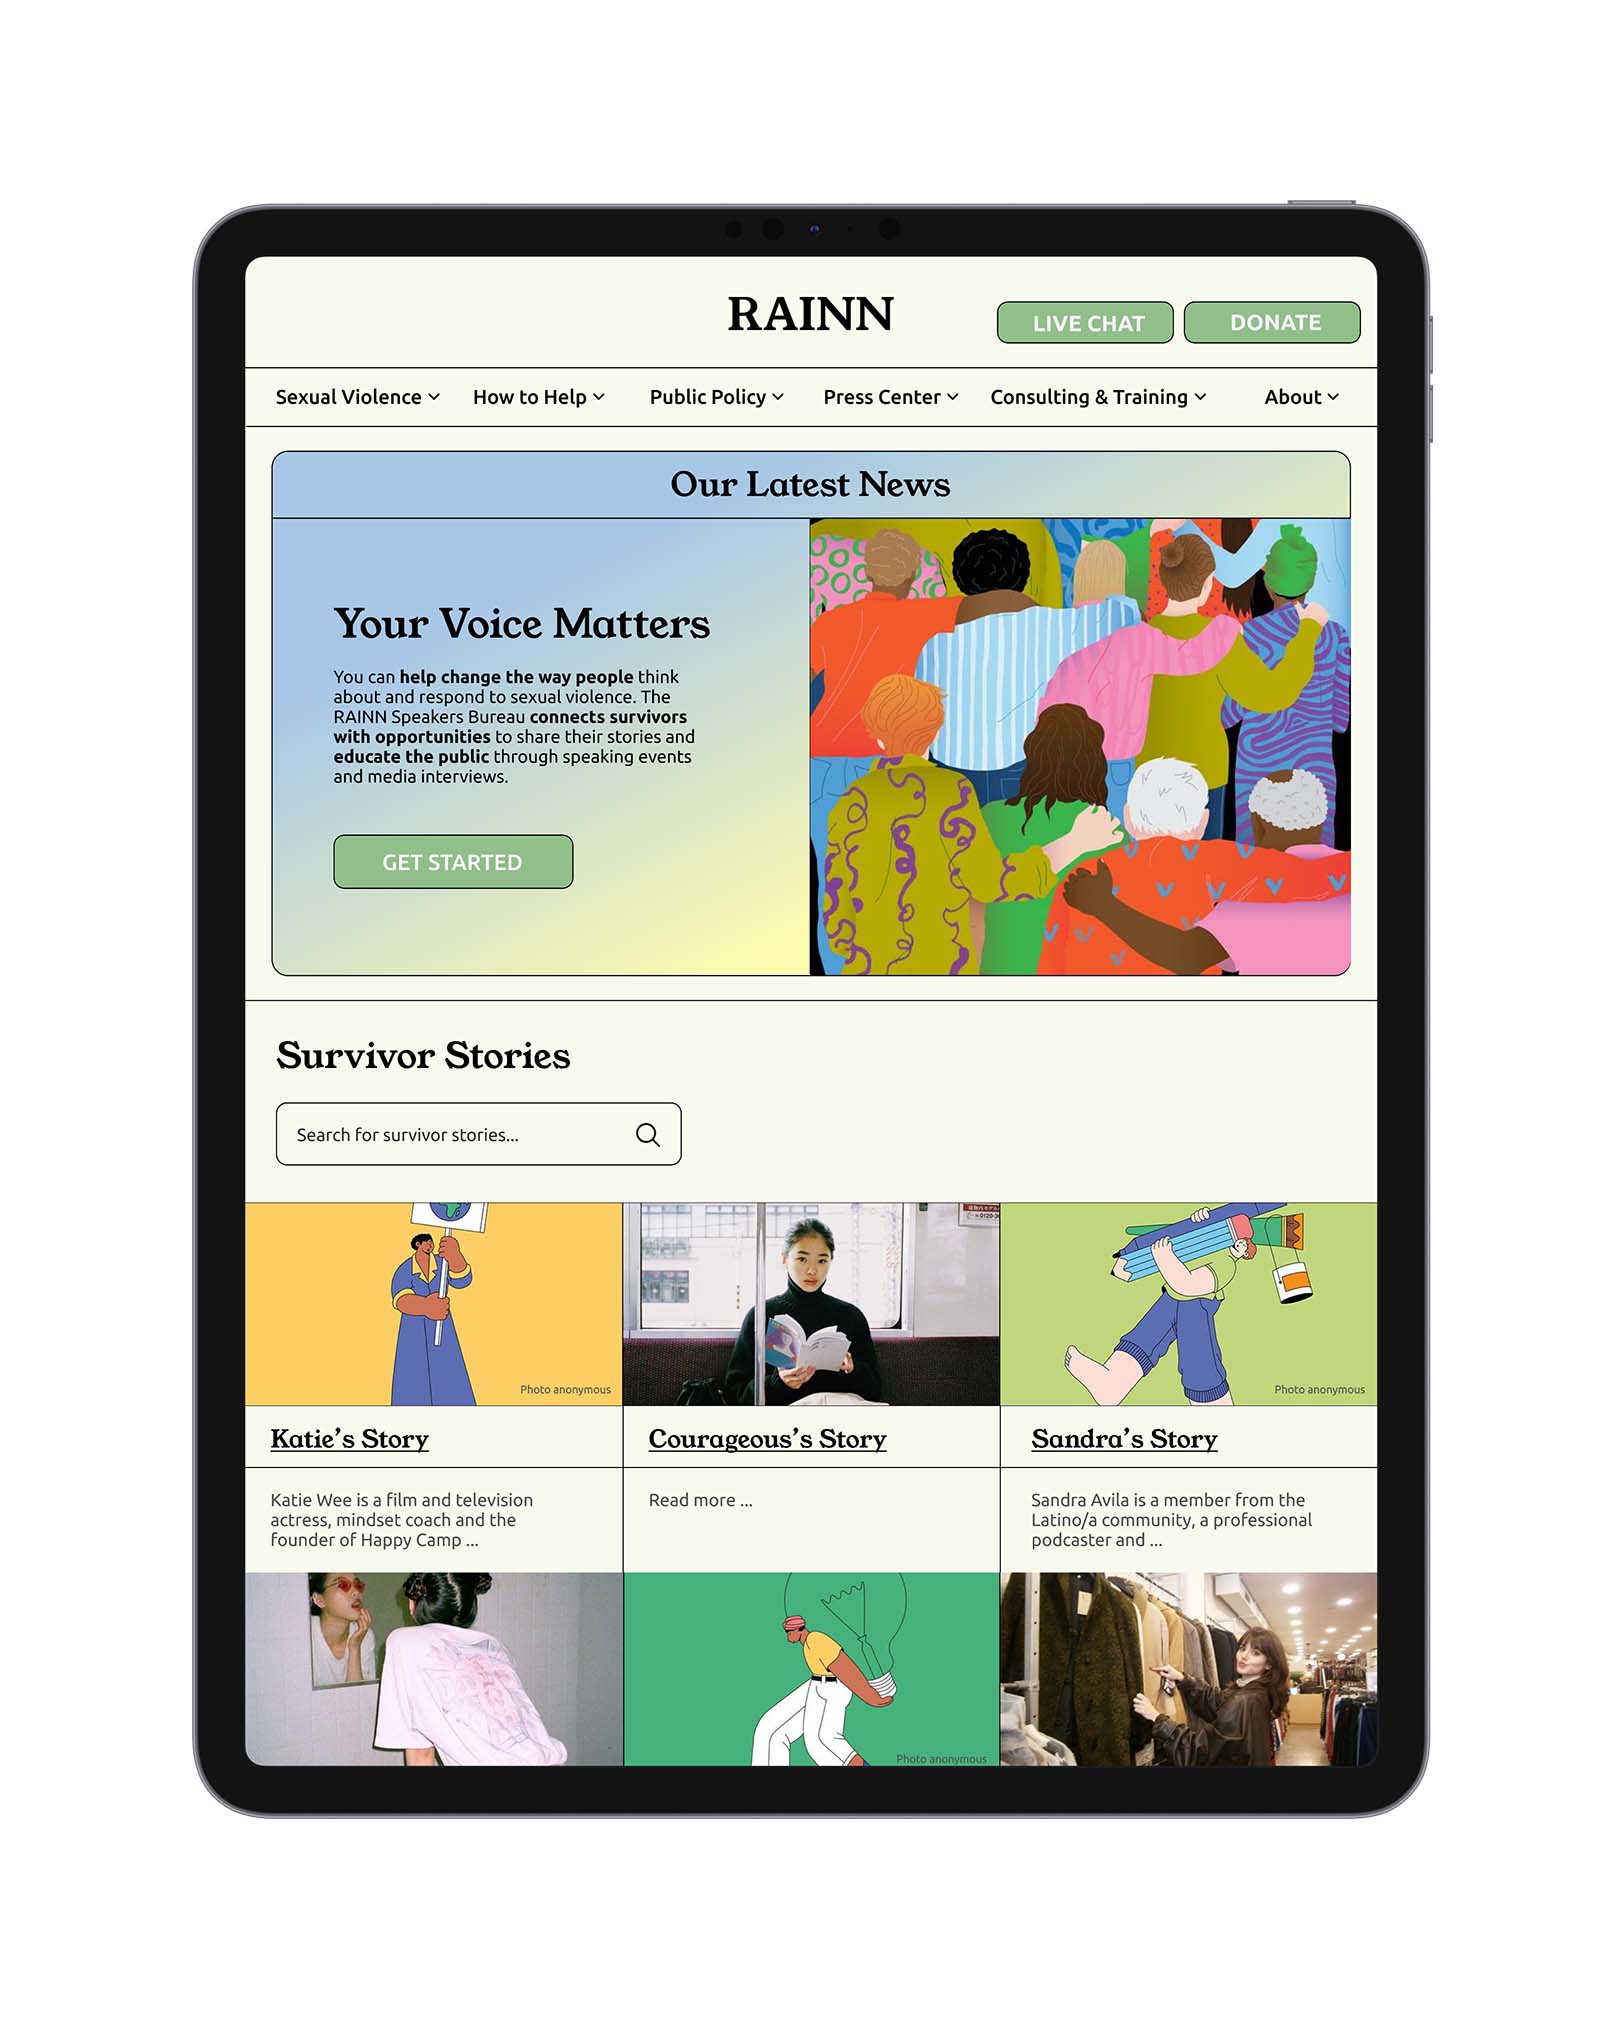 RAINN
LIVE CHAT
DONATE
Sexual Violence
How to Help
Public Policy
Press Center
Consulting & Training
About
Our Latest News
Your Voice Matters
You can help change the way people think
about and respond to sexual violence. The
RAINN Speakers Bureau connects survivors
with opportunities to share their stories and
educate the public through speaking events
and media interviews.
GET STARTED
Survivor Stories
Search for survivor stories...
Photo anonymous
0120-3
Photo anonymous
Katie's Story
Courageous's Story
Sandra's Story
Katie Wee is a film and television
actress, mindset coach and the
founder of Happy Camp ...
Read more ...
Sandra Avila is a member from the
Latino/a community, a professional
podcaster and ...
Photo anonymous